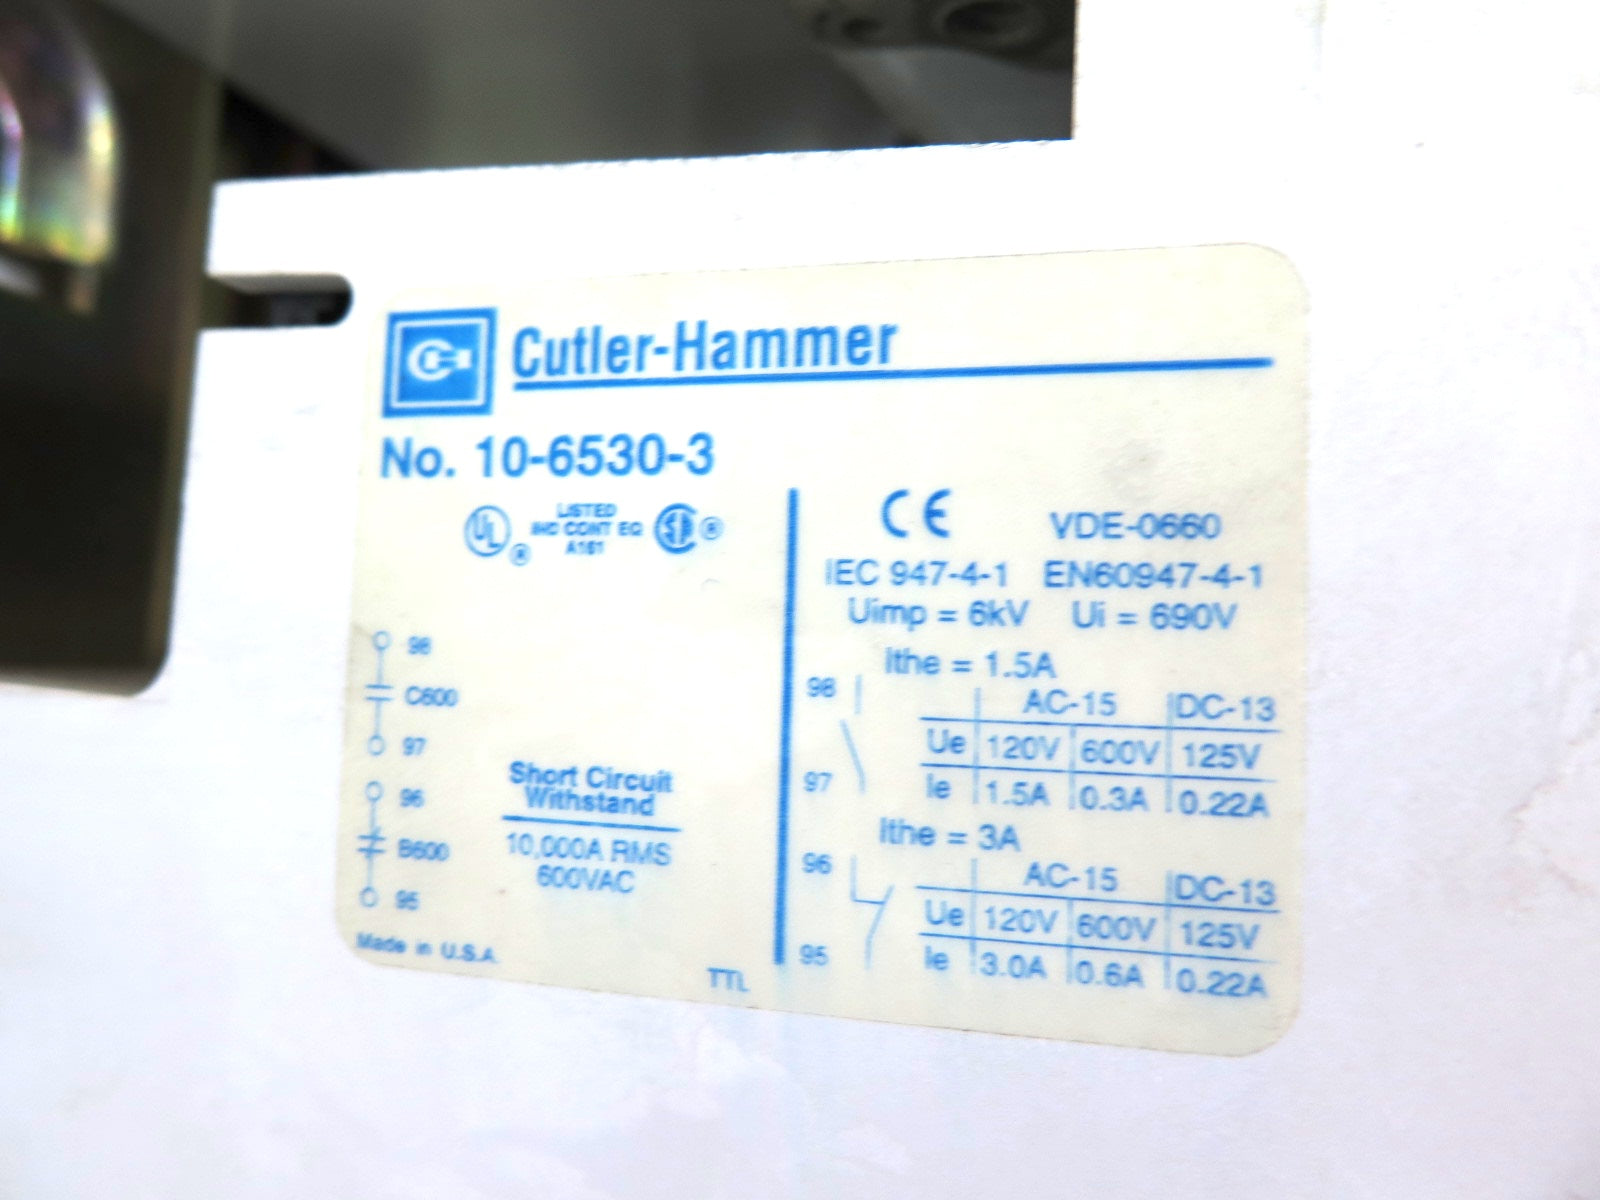 Cutler-Hammer
No. 10-6530-3
UL ®
LISTED
IND CONT EQ
A161
SA ®
98
C600
97
96
B600
95
Short Circuit
Withstand
10,000A RMS
600VAC
Made in U.S.A.
TTL
CE VDE-0660
IEC 947-4-1 EN60947-4-1
Uimp = 6kV Ui = 690V
Ithe = 1.5A
98
97
AC-15 DC-13
Ue 120V 600V 125V
Ie 1.5A 0.3A 0.22A
Ithe = 3A
96
95
AC-15 DC-13
Ue 120V 600V 125V
Ie 3.0A 0.6A 0.22A